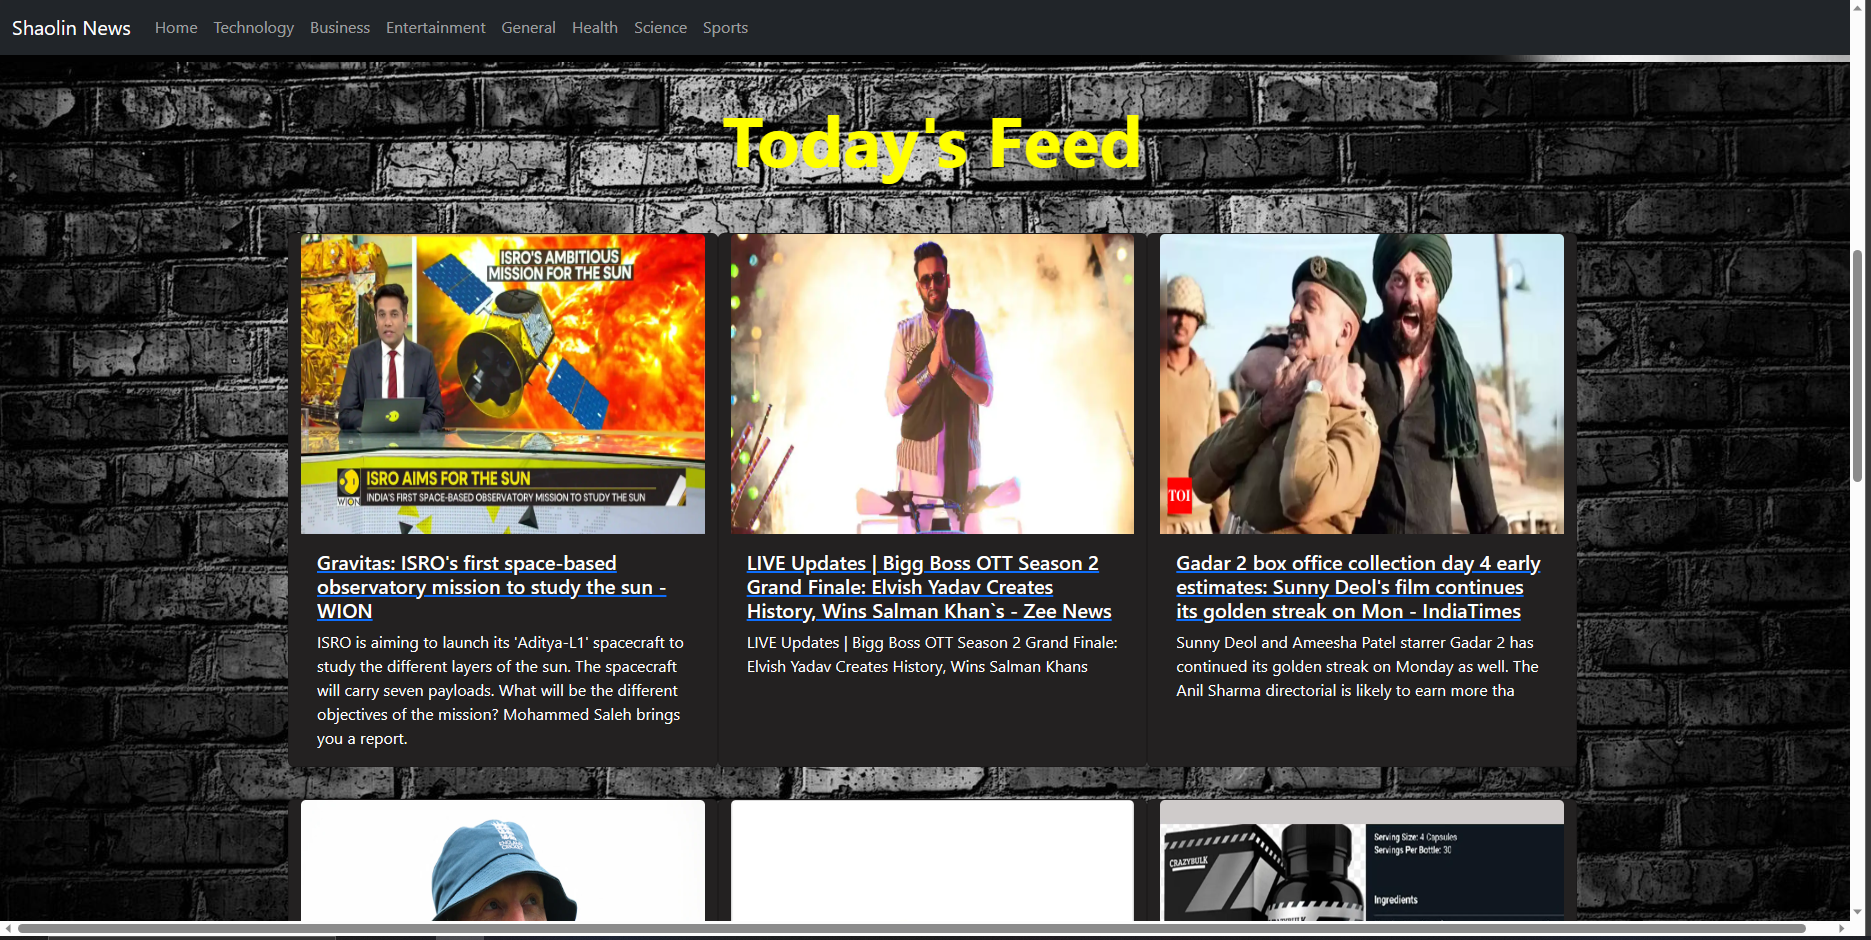 Shaolin News Home Technology Business Entertainment General Health Science Sports
Today's Feed
ISRO'S AMBITIOUS
MISSION FOR THE SUN
ISRO AIMS FOR THE SUN
INDIA'S FIRST SPACE-BASED OBSERVATORY MISSION TO STUDY THE SUN
WION
TOI
Gravitas: ISRO's first space-based
observatory mission to study the sun -
WION
ISRO is aiming to launch its 'Aditya-L1' spacecraft to
study the different layers of the sun. The spacecraft
will carry seven payloads. What will be the different
objectives of the mission? Mohammed Saleh brings
you a report.
LIVE Updates | Bigg Boss OTT Season 2
Grand Finale: Elvish Yadav Creates
History, Wins Salman Khan`s - Zee News
LIVE Updates | Bigg Boss OTT Season 2 Grand Finale:
Elvish Yadav Creates History, Wins Salman Khans
Gadar 2 box office collection day 4 early
estimates: Sunny Deol's film continues
its golden streak on Mon - IndiaTimes
Sunny Deol and Ameesha Patel starrer Gadar 2 has
continued its golden streak on Monday as well. The
Anil Sharma directorial is likely to earn more tha
ENGLAND
CRICKET
CRAZYBULK
Serving Size: 4 Capsules
Servings Per Bottle: 30
Ingredients
CRAZYBULK